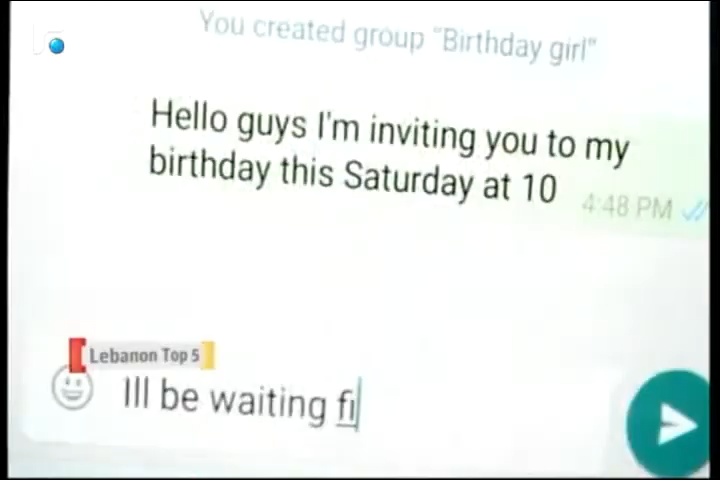 You created group "Birthday girl"
Hello guys I'm inviting you to my
birthday this Saturday at 10
4:48 PM
Lebanon Top 5
Ill be waiting fi